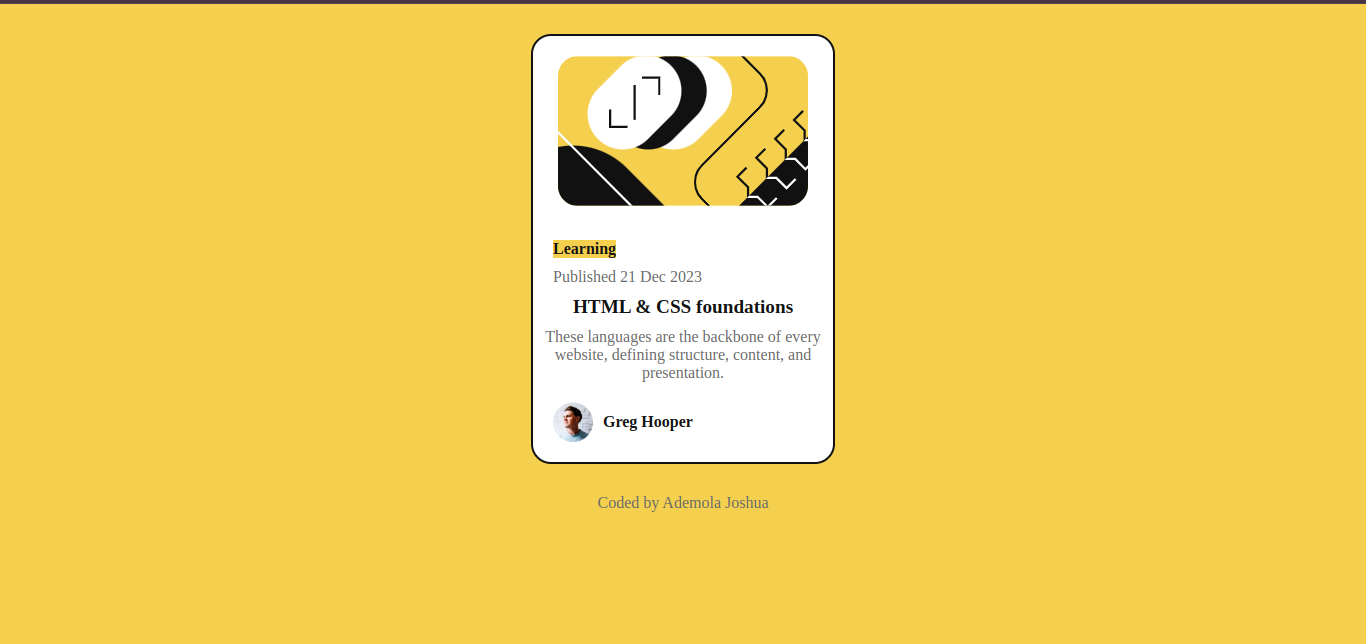 Learning
Published 21 Dec 2023
HTML & CSS foundations
These languages are the backbone of every
website, defining structure, content, and
presentation.
Greg Hooper
Coded by Ademola Joshua